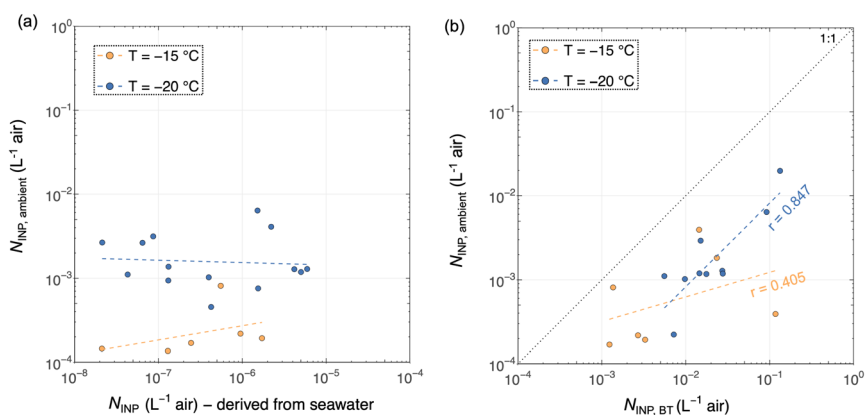 (a)
T = −15 °C
T = −20 °C
10⁰
10⁻¹
10⁻²
10⁻³
10⁻⁴
N_INP, ambient (L⁻¹ air)
10⁻⁸
10⁻⁷
10⁻⁶
10⁻⁵
10⁻⁴
N_INP (L⁻¹ air) – derived from seawater
(b)
T = −15 °C
T = −20 °C
1:1
10⁰
10⁻¹
10⁻²
10⁻³
10⁻⁴
N_INP, ambient (L⁻¹ air)
r = 0.847
r = 0.405
10⁻⁴
10⁻³
10⁻²
10⁻¹
10⁰
N_INP, BT (L⁻¹ air)